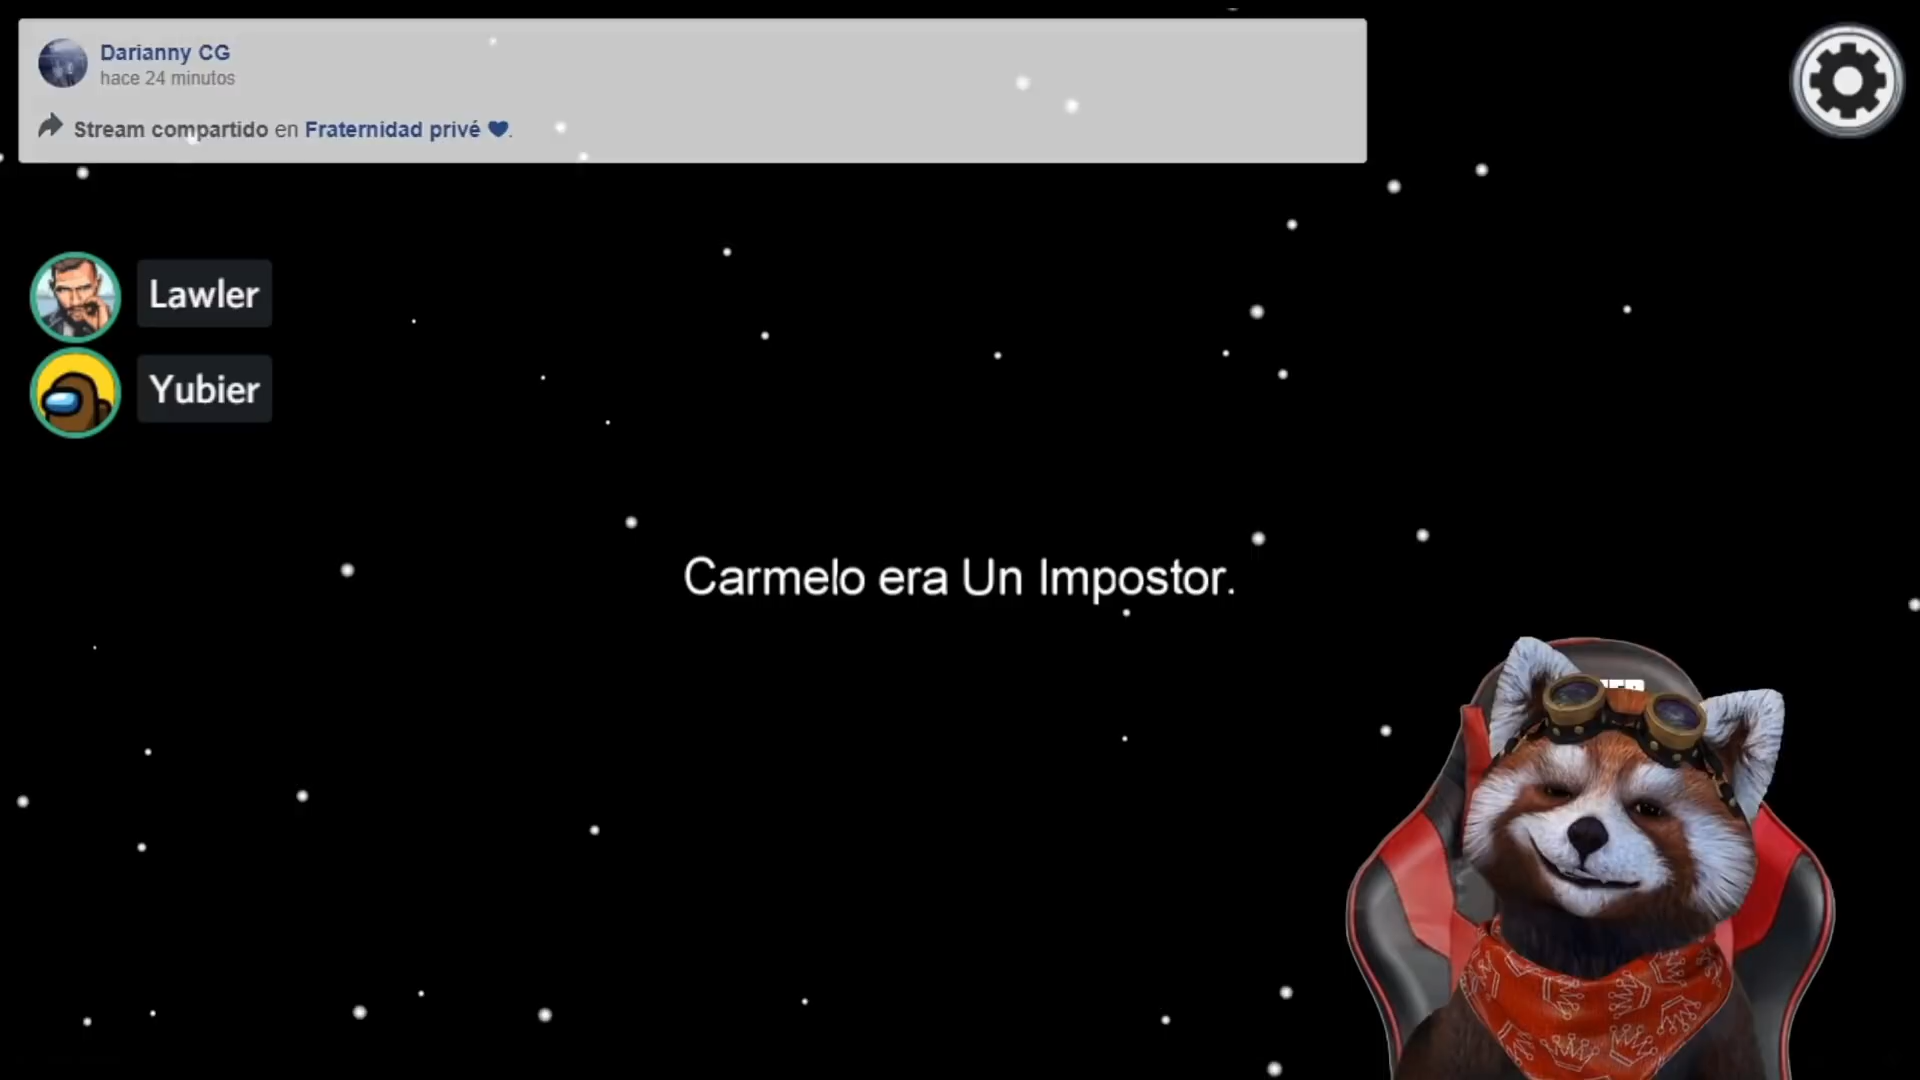 Darianny CG
hace 24 minutos
Stream compartido en Fraternidad privé 💙.
Lawler
Yubier
Carmelo era Un Impostor.